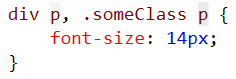 div p, .someClass p {
    font-size: 14px;
}